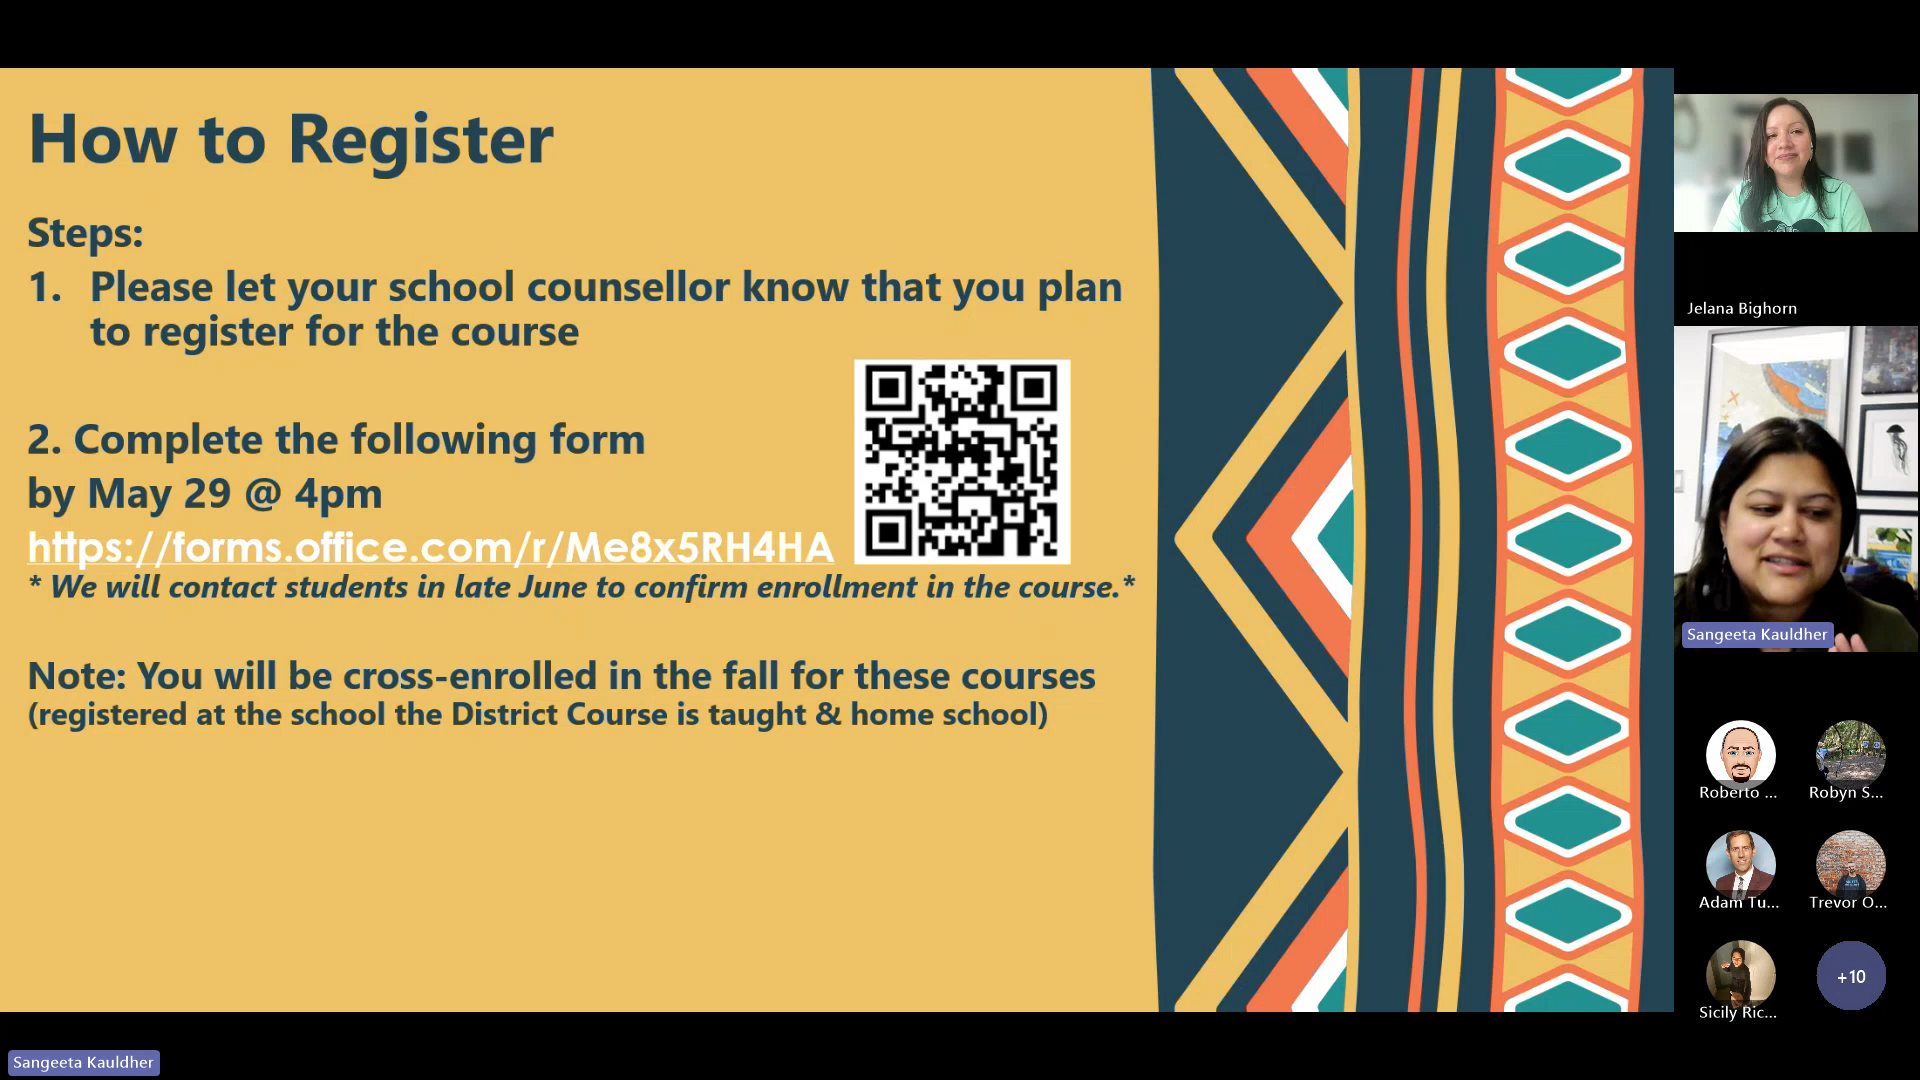 How to Register
Steps:
1. Please let your school counsellor know that you plan
to register for the course
2. Complete the following form
by May 29 @ 4pm
https://forms.office.com/r/Me8x5RH4HA
* We will contact students in late June to confirm enrollment in the course.*
Note: You will be cross-enrolled in the fall for these courses
(registered at the school the District Course is taught & home school)
Jelana Bighorn
Sangeeta Kauldher
Roberto ...
Robyn S...
Adam Tu...
Trevor O...
Sicily Ric...
+10
Sangeeta Kauldher